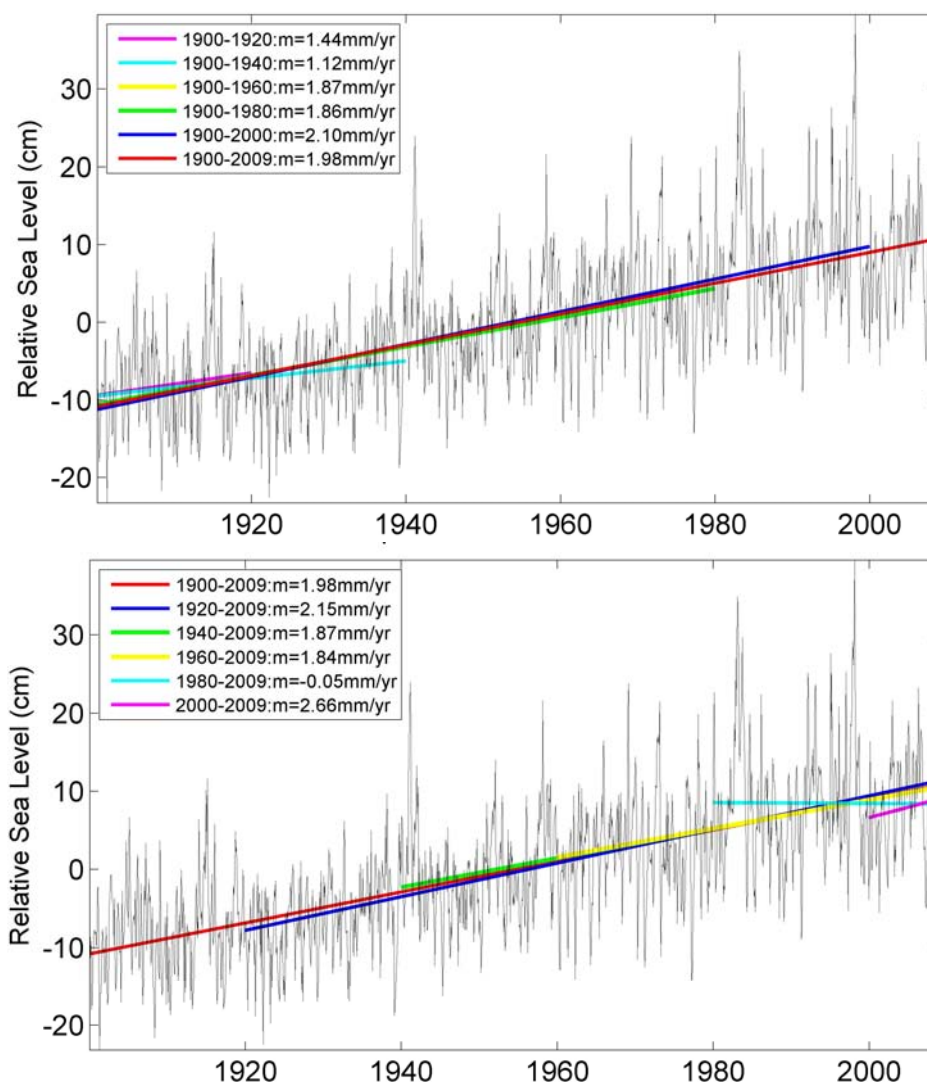 1900-1920:m=1.44mm/yr
1900-1940:m=1.12mm/yr
1900-1960:m=1.87mm/yr
1900-1980:m=1.86mm/yr
1900-2000:m=2.10mm/yr
1900-2009:m=1.98mm/yr
Relative Sea Level (cm)
30
20
10
0
-10
-20
1920 1940 1960 1980 2000
1900-2009:m=1.98mm/yr
1920-2009:m=2.15mm/yr
1940-2009:m=1.87mm/yr
1960-2009:m=1.84mm/yr
1980-2009:m=-0.05mm/yr
2000-2009:m=2.66mm/yr
Relative Sea Level (cm)
30
20
10
0
-10
-20
1920 1940 1960 1980 2000